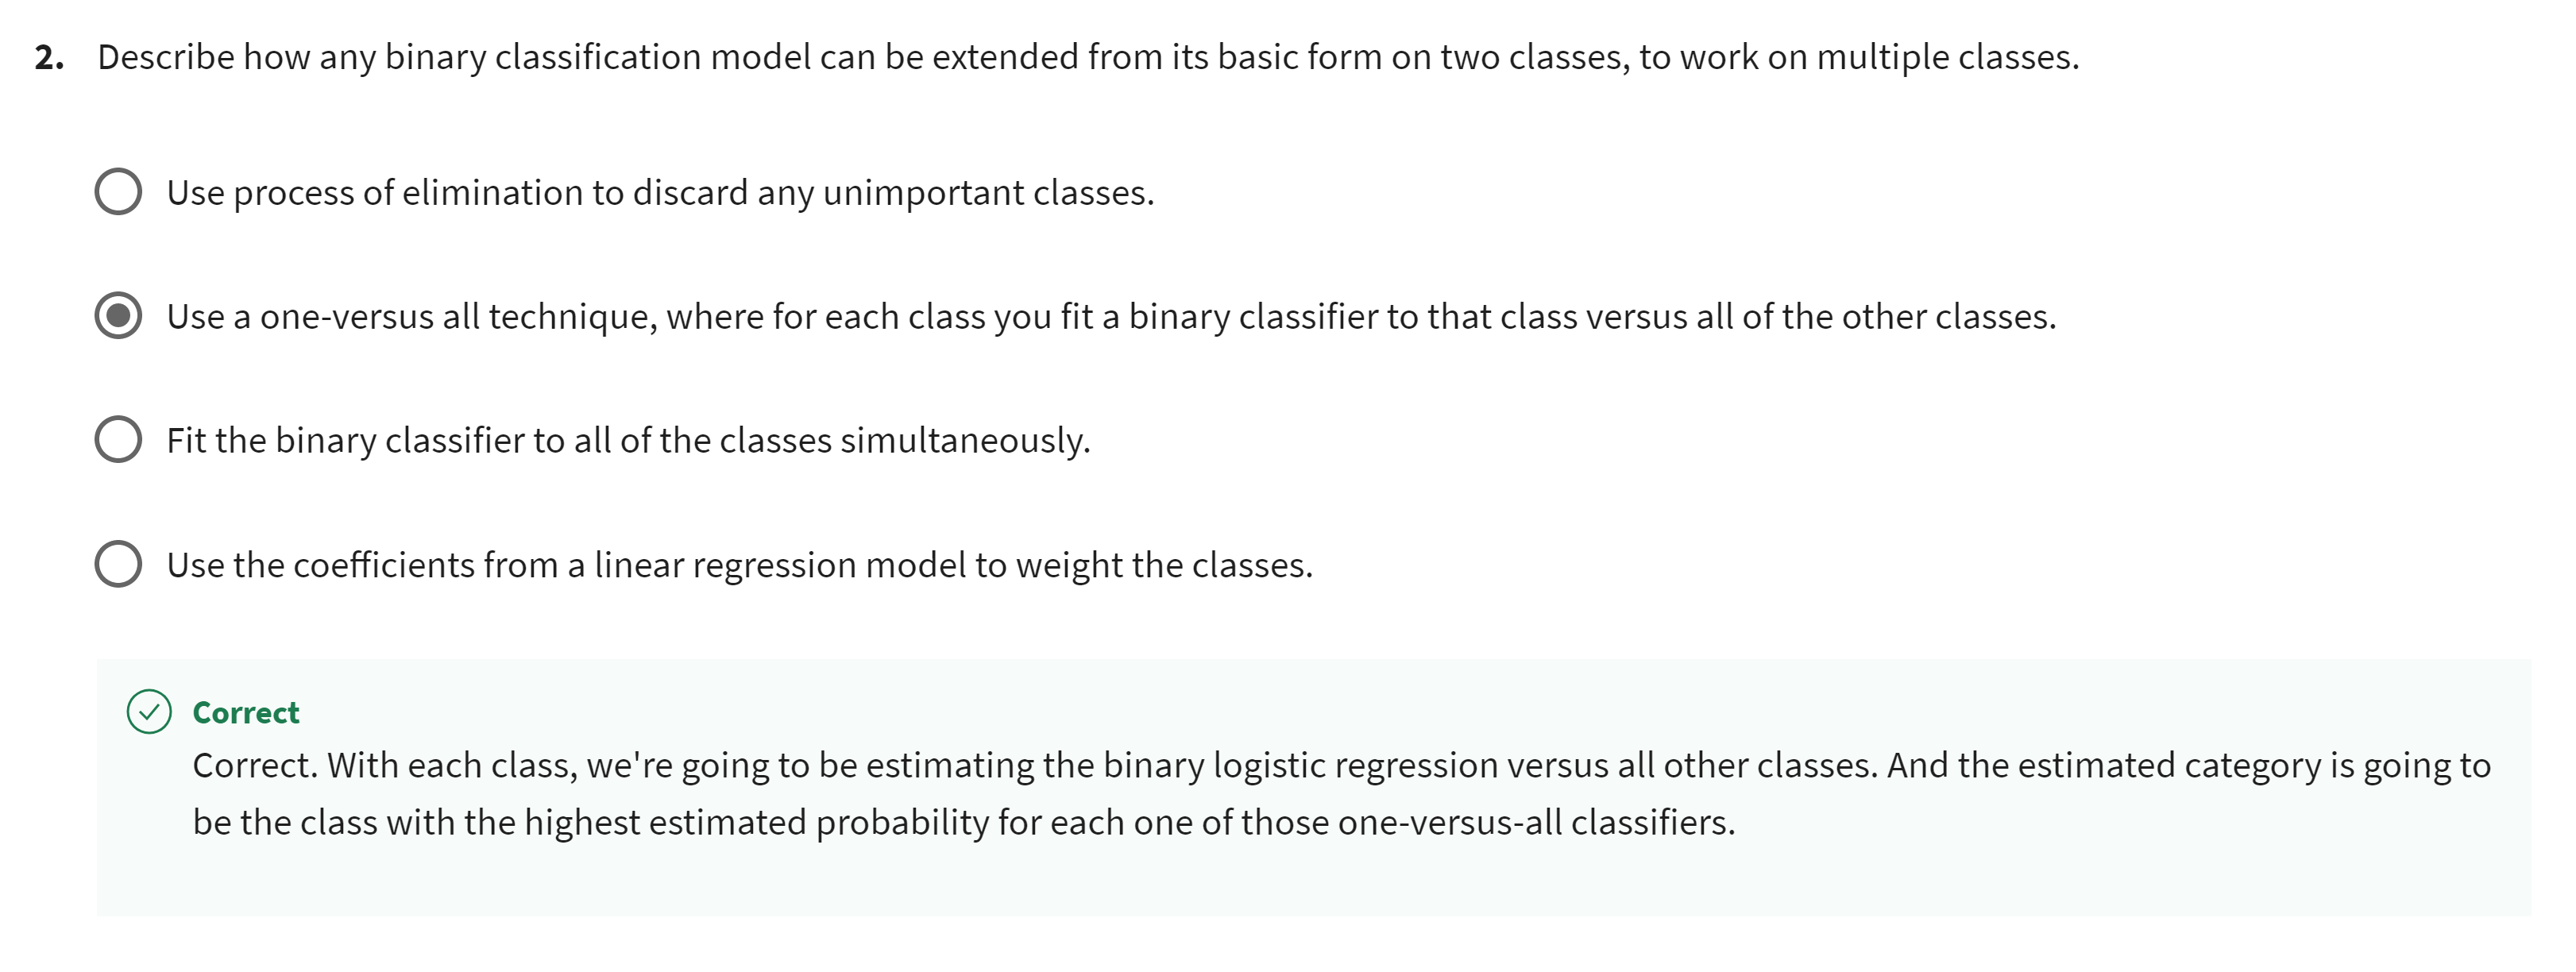 2. Describe how any binary classification model can be extended from its basic form on two classes, to work on multiple classes.
Use process of elimination to discard any unimportant classes.
Use a one-versus all technique, where for each class you fit a binary classifier to that class versus all of the other classes.
Fit the binary classifier to all of the classes simultaneously.
Use the coefficients from a linear regression model to weight the classes.
Correct
Correct. With each class, we're going to be estimating the binary logistic regression versus all other classes. And the estimated category is going to
be the class with the highest estimated probability for each one of those one-versus-all classifiers.